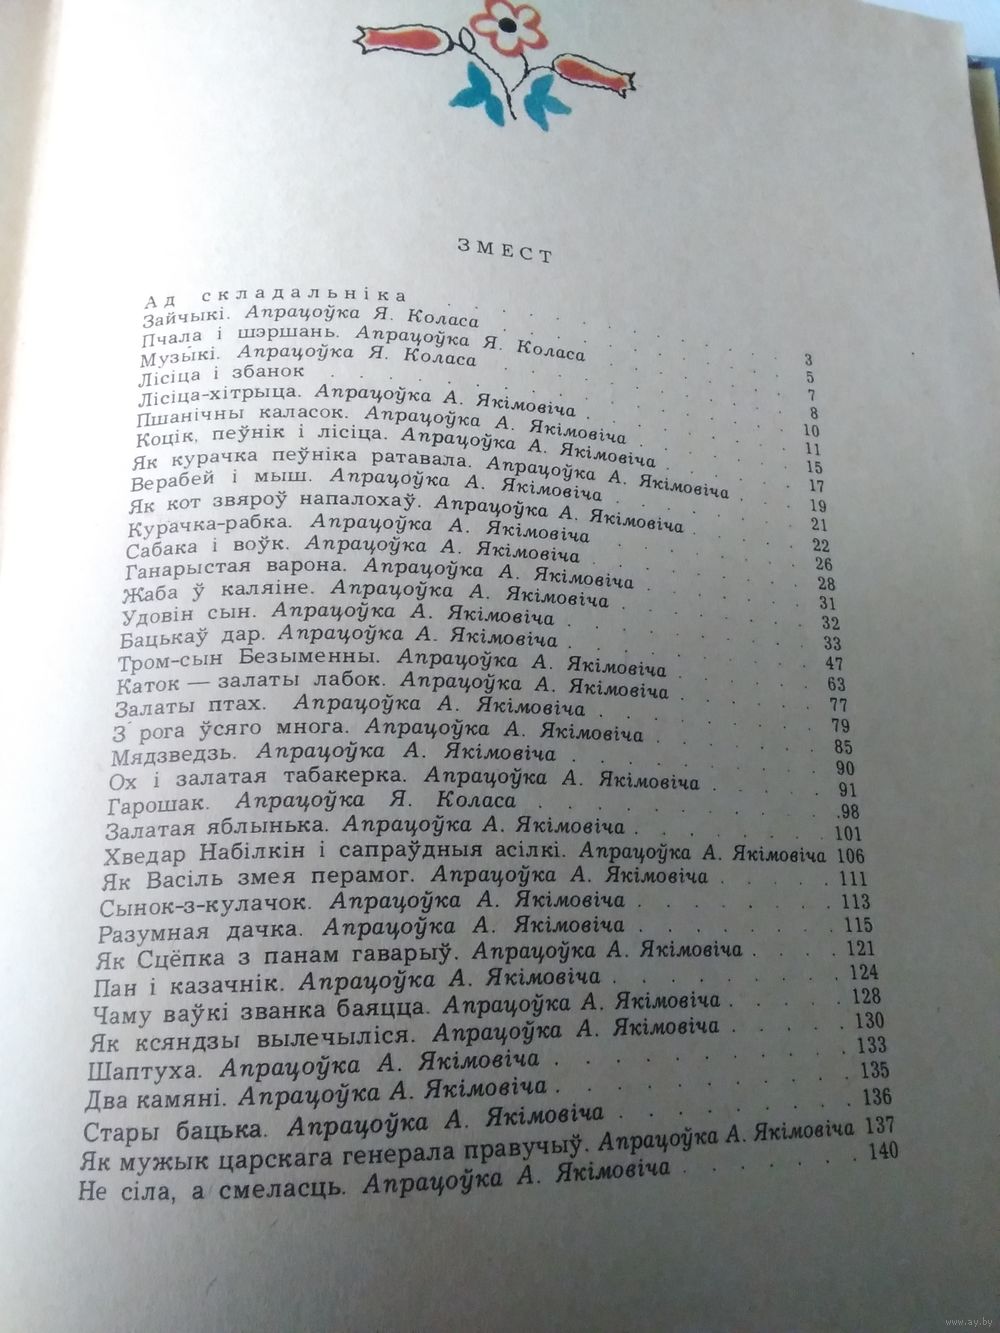 ЗМЕСТ
Ад складальніка . . . . . . . . . 3
Зайчыкі. Апрацоўка Я. Коласа . . . . . . . . 5
Пчала і шэршань. Апрацоўка Я. Коласа . . . . . . 7
Музыкі. Апрацоўка Я. Коласа . . . . . . . . 8
Лісіца і збанок . . . . . . . . . . 10
Лісіца-хітрыца. Апрацоўка А. Якімовіча . . . . . . 11
Пшанічны каласок. Апрацоўка А. Якімовіча . . . . . 15
Коцік, пеўнік і лісіца. Апрацоўка А. Якімовіча . . . . 17
Як курачка пеўніка ратавала. Апрацоўка А. Якімовіча . . 19
Верабей і мыш. Апрацоўка А. Якімовіча . . . . . . 21
Як кот звяроў напалохаў. Апрацоўка А. Якімовіча . . . . 22
Курачка-рабка. Апрацоўка А. Якімовіча . . . . . . 26
Сабака і воўк. Апрацоўка А. Якімовіча . . . . . . 28
Ганарыстая варона. Апрацоўка А. Якімовіча . . . . . 31
Жаба ў каляіне. Апрацоўка А. Якімовіча . . . . . . 32
Удовін сын. Апрацоўка А. Якімовіча . . . . . . . 33
Бацькаў дар. Апрацоўка А. Якімовіча . . . . . . . 47
Тром-сын Безыменны. Апрацоўка А. Якімовіча . . . . 63
Каток — залаты лабок. Апрацоўка А. Якімовіча . . . . 77
Залаты птах. Апрацоўка А. Якімовіча . . . . . . 79
З рога ўсяго многа. Апрацоўка А. Якімовіча . . . . . 85
Мядзведзь. Апрацоўка А. Якімовіча . . . . . . . 90
Ох і залатая табакерка. Апрацоўка А. Якімовіча . . . . 91
Гарошак. Апрацоўка Я. Коласа . . . . . . . .98
Залатая яблынька. Апрацоўка А. Якімовіча . . . . . 101
Хведар Набілкін і сапраўдныя асілкі. Апрацоўка А. Якімовіча 106
Як Васіль змея перамог. Апрацоўка А. Якімовіча . . . . . 111
Сынок-з-кулачок. Апрацоўка А. Якімовіча . . . . . . . 113
Разумная дачка. Апрацоўка А. Якімовіча . . . . . . . 115
Як Сцёпка з панам гаварыў. Апрацоўка А. Якімовіча . . . . 121
Пан і казачнік. Апрацоўка А. Якімовіча . . . . . . . 124
Чаму ваўкі званка баяцца. Апрацоўка А. Якімовіча . . . . . 128
Як ксяндзы вылечыліся. Апрацоўка А. Якімовіча . . . . . 130
Шаптуха. Апрацоўка А. Якімовіча . . . . . . . . 133
Два камяні. Апрацоўка А. Якімовіча . . . . . . . . 135
Стары бацька. Апрацоўка А. Якімовіча . . . . . . . 136
Як мужык царскага генерала правучыў. Апрацоўка А. Якімовіча 137
Не сіла, а смеласць. Апрацоўка А. Якімовіча . . . . . . 140
www.ay.by